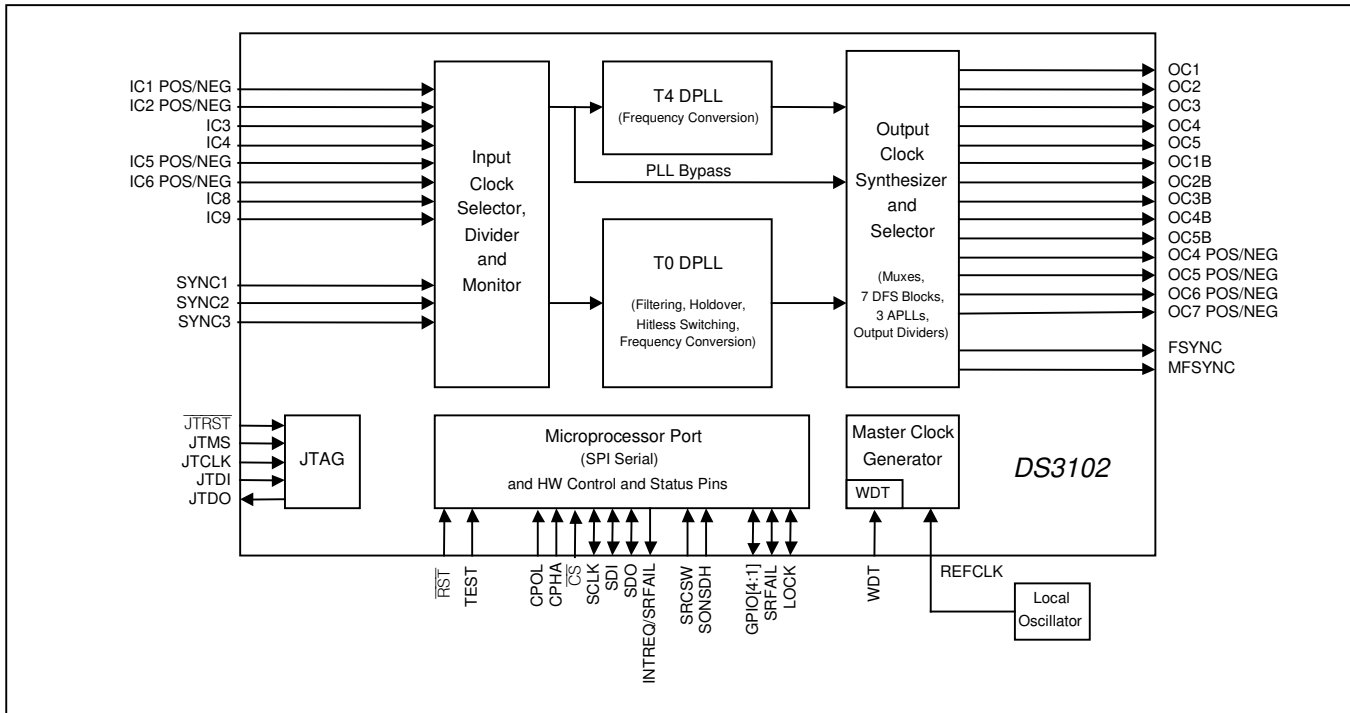 IC1 POS/NEG
IC2 POS/NEG
IC3
IC4
IC5 POS/NEG
IC6 POS/NEG
IC8
IC9
SYNC1
SYNC2
SYNC3
Input
Clock
Selector,
Divider
and
Monitor
T4 DPLL
(Frequency Conversion)
PLL Bypass
T0 DPLL
(Filtering, Holdover,
Hitless Switching,
Frequency Conversion)
Output
Clock
Synthesizer
and
Selector
(Muxes,
7 DFS Blocks,
3 APLLs,
Output Dividers)
OC1
OC2
OC3
OC4
OC5
OC1B
OC2B
OC3B
OC4B
OC5B
OC4 POS/NEG
OC5 POS/NEG
OC6 POS/NEG
OC7 POS/NEG
FSYNC
MFSYNC
JTRST
JTMS
JTCLK
JTDI
JTDO
JTAG
Microprocessor Port
(SPI Serial)
and HW Control and Status Pins
Master Clock
Generator
WDT
DS3102
RST
TEST
CPOL
CPHA
CS
SCLK
SDI
SDO
INTREQ/SRFAIL
SRCSW
SONSDH
GPIO[4:1]
SRFAIL
LOCK
WDT
REFCLK
Local
Oscillator